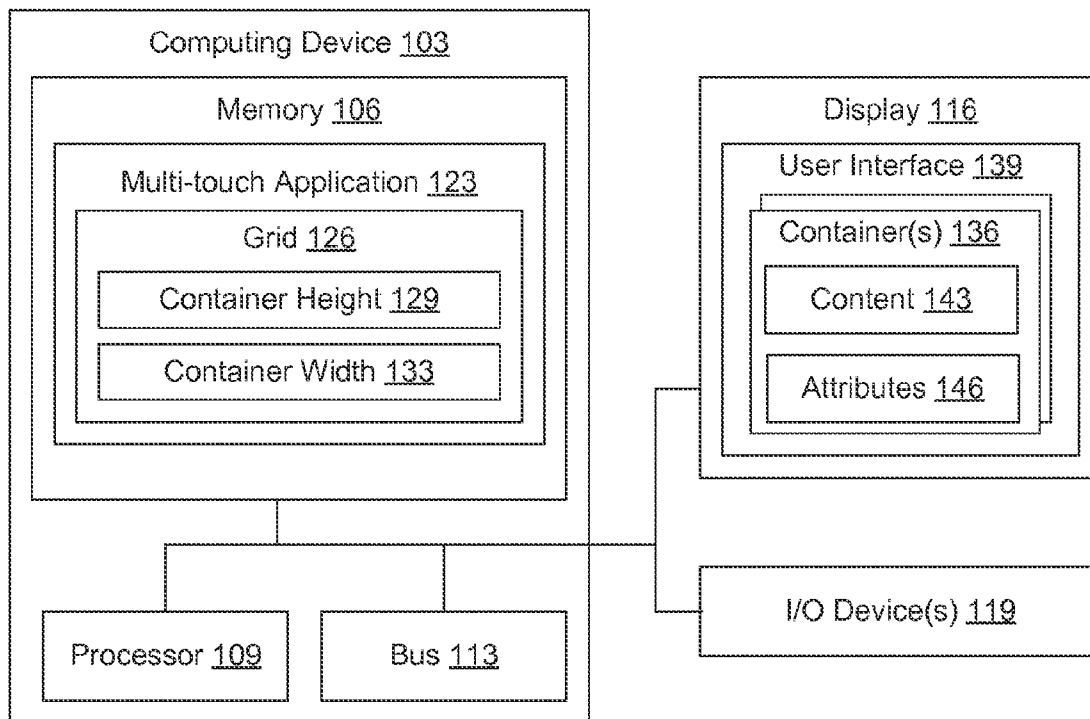 Computing Device 103
Memory 106
Multi-touch Application 123
Grid 126
Container Height 129
Container Width 133
Processor 109
Bus 113
Display 116
User Interface 139
Container(s) 136
Content 143
Attributes 146
I/O Device(s) 119